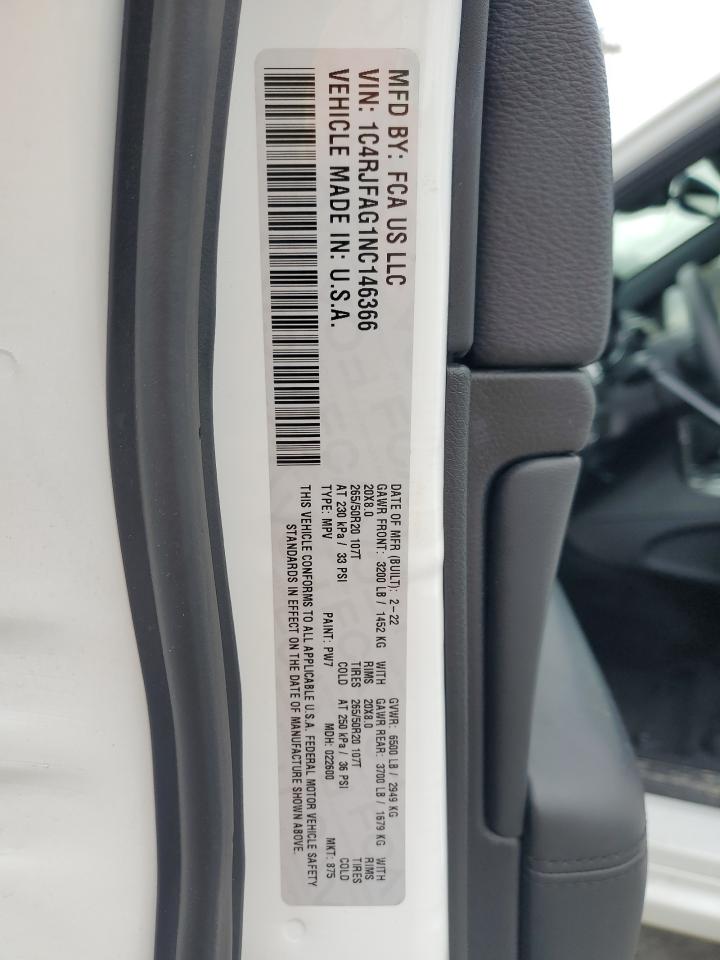 MFD BY: FCA US LLC
VIN: 1C4RJFAG1NC146366
VEHICLE MADE IN: U.S.A.
DATE OF MFR (BUILT): 2-22 GVWR: 6500 LB / 2949 KG
GAWR FRONT: 3200 LB / 1452 KG WITH GAWR REAR: 3700 LB / 1679 KG WITH
20X8.0 RIMS 20X8.0 RIMS
265/50R20 107T TIRES 265/50R20 107T TIRES
AT 230 kPa / 33 PSI COLD AT 250 kPa / 36 PSI COLD
TYPE: MPV PAINT: PW7 MDH: 022600 MKT: 875
THIS VEHICLE CONFORMS TO ALL APPLICABLE U.S.A. FEDERAL MOTOR VEHICLE SAFETY
STANDARDS IN EFFECT ON THE DATE OF MANUFACTURE SHOWN ABOVE.